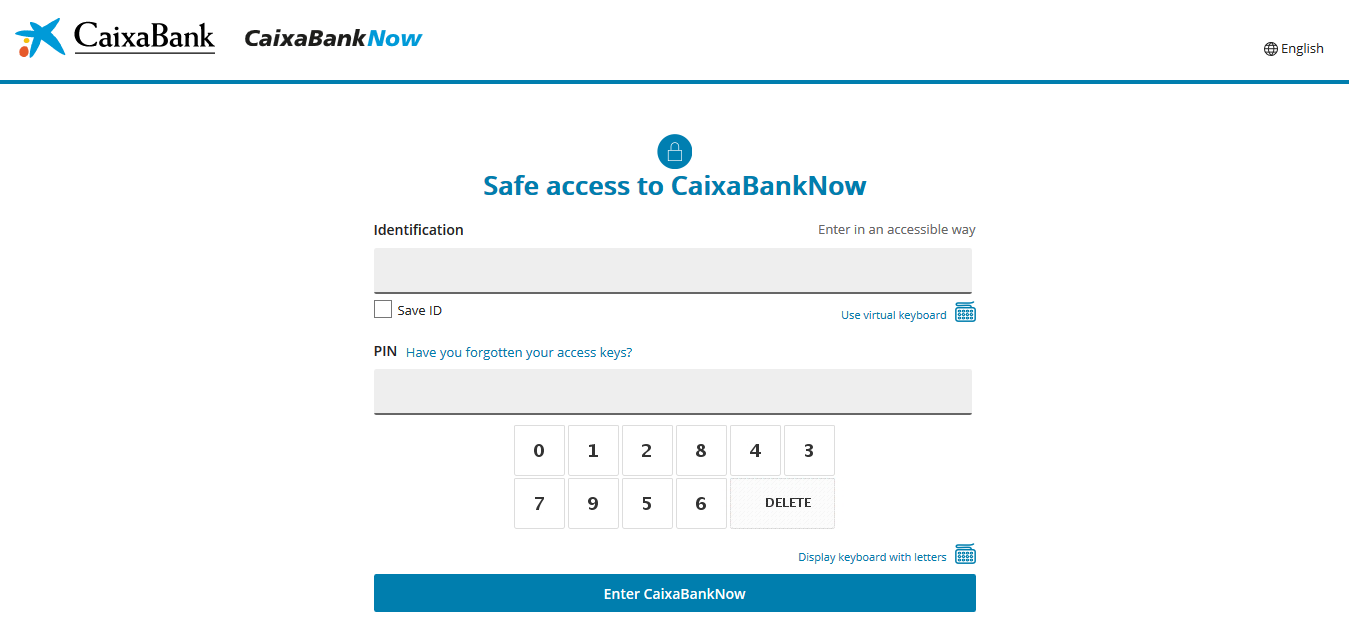 CaixaBank CaixaBankNow
English
Safe access to CaixaBankNow
Identification Enter in an accessible way
Save ID Use virtual keyboard
PIN Have you forgotten your access keys?
0 1 2 8 4 3
7 9 5 6 DELETE
Display keyboard with letters
Enter CaixaBankNow